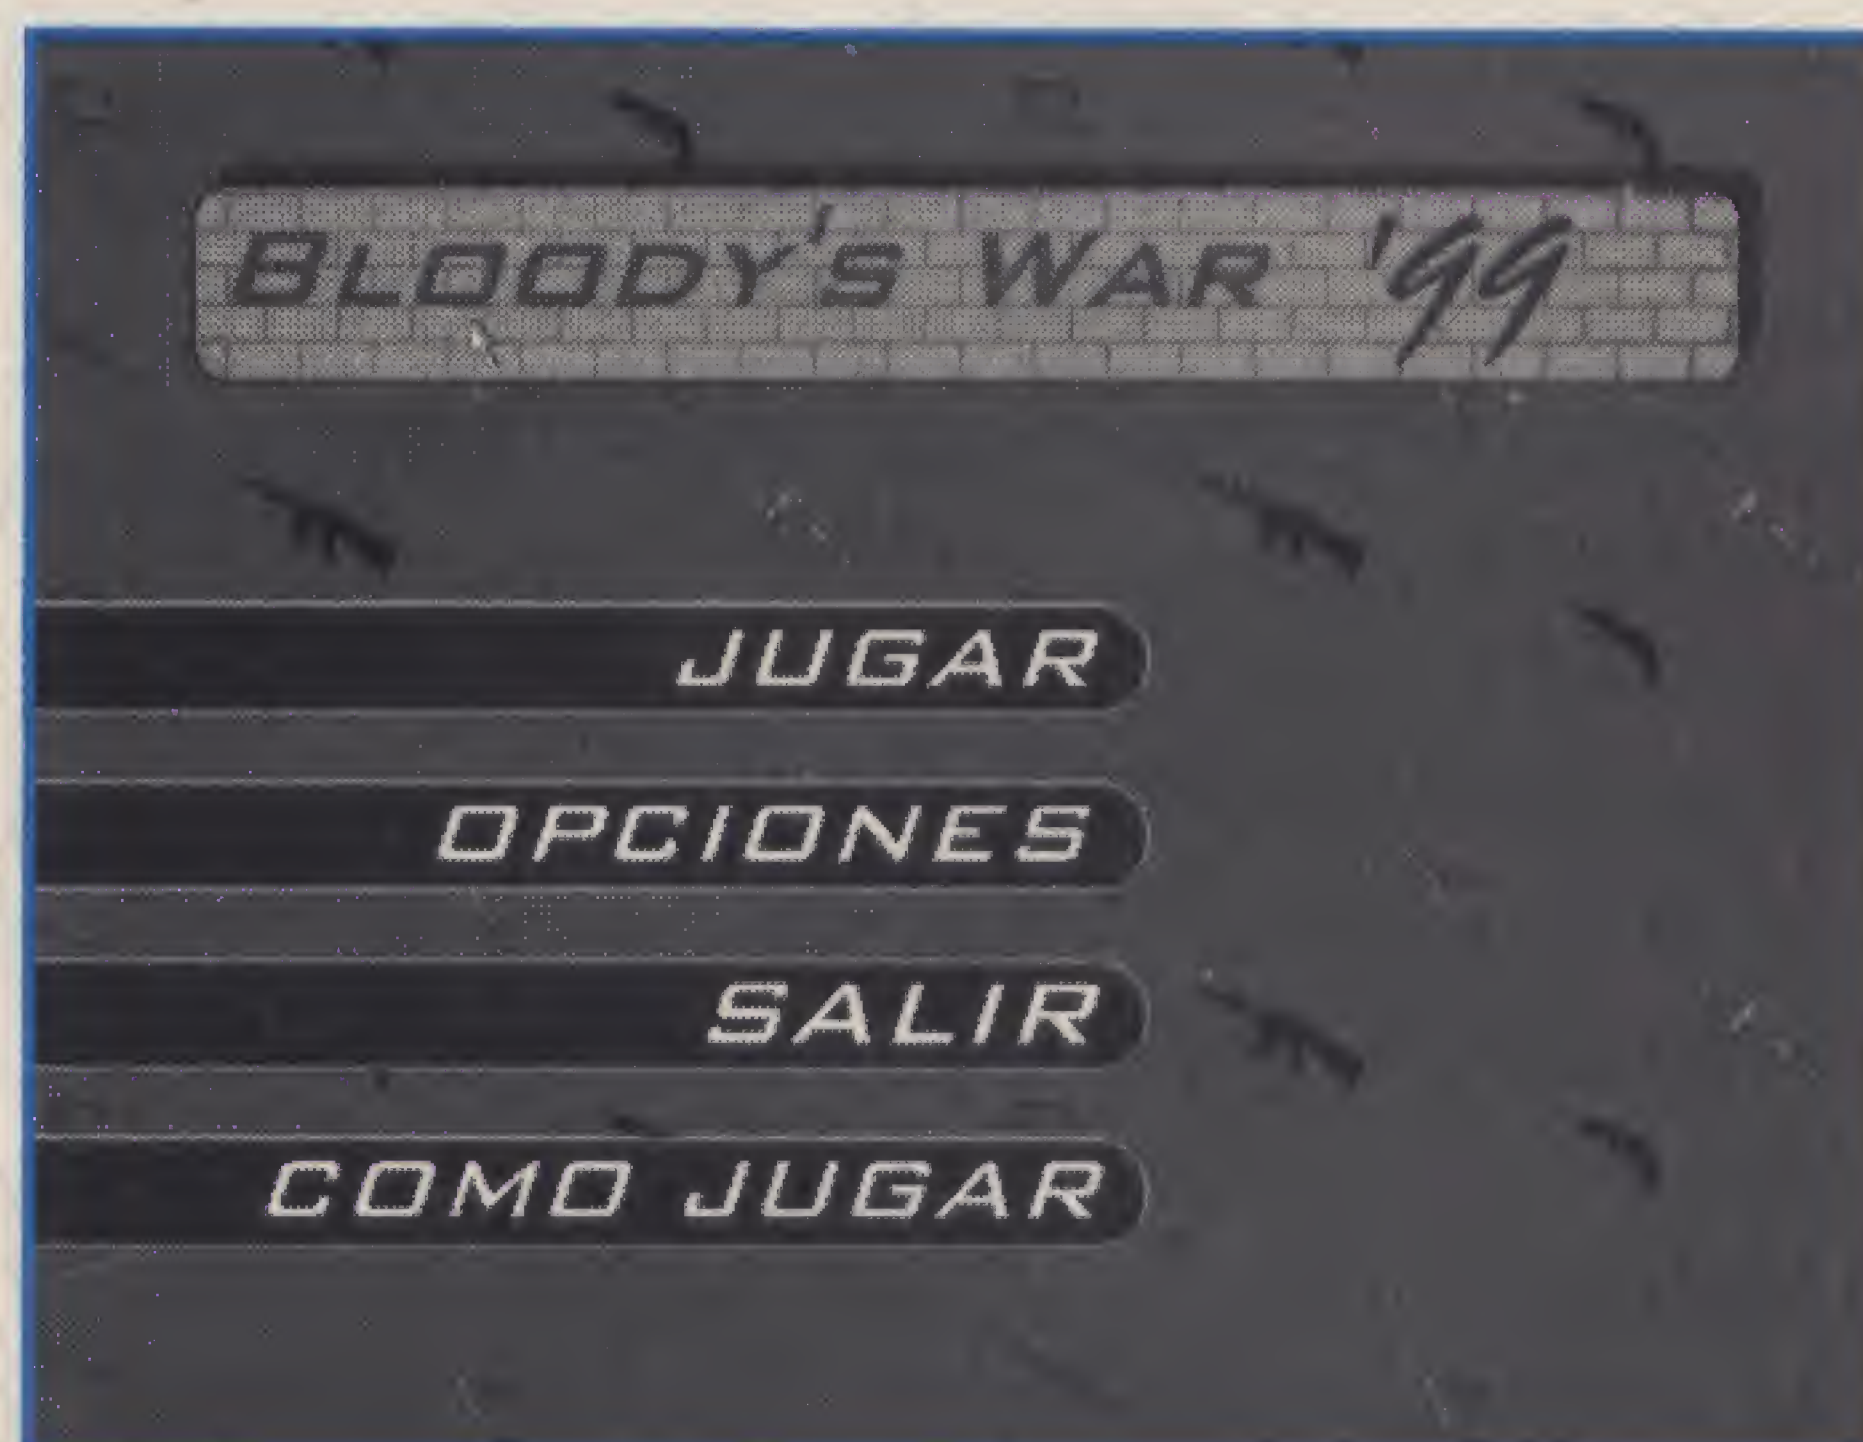 BLOODY'S WAR '99
JUGAR
OPCIONES
SALIR
COMO JUGAR